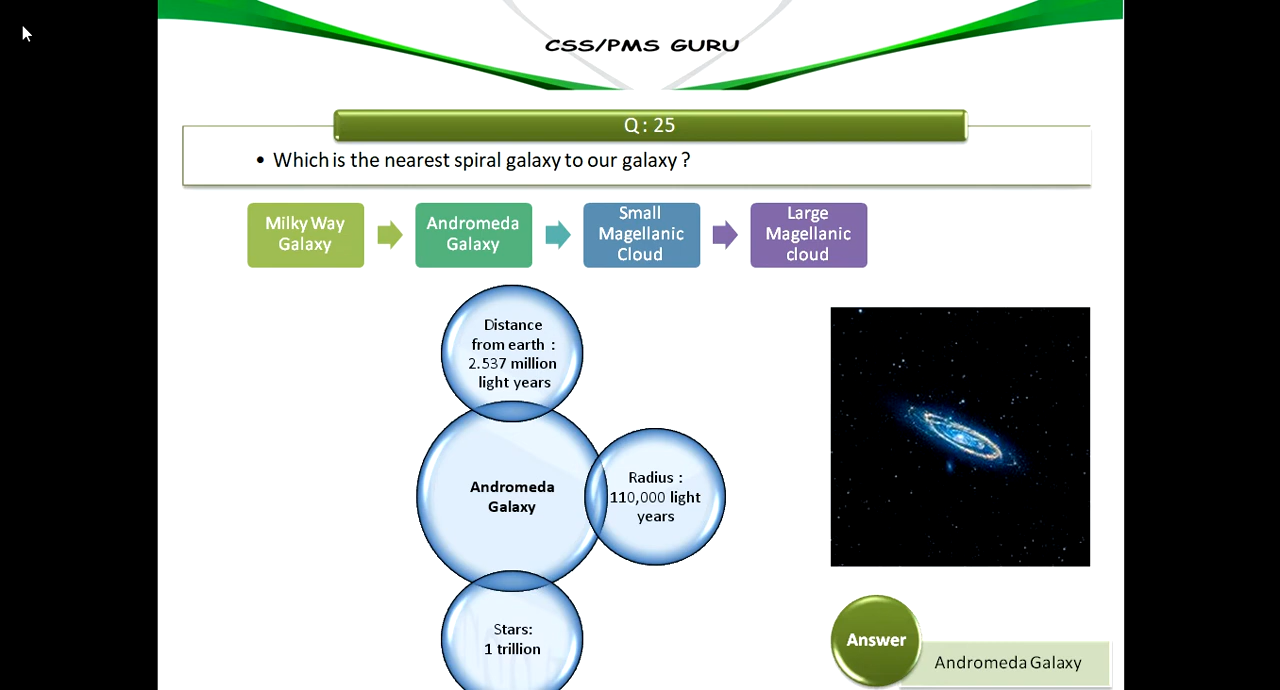 CSS/PMS GURU
Q : 25
• Which is the nearest spiral galaxy to our galaxy ?
Milky Way
Galaxy
Andromeda
Galaxy
Small
Magellanic
Cloud
Large
Magellanic
cloud
Distance
from earth :
2.537 million
light years
Andromeda
Galaxy
Radius :
110,000 light
years
Stars:
1 trillion
Answer
Andromeda Galaxy